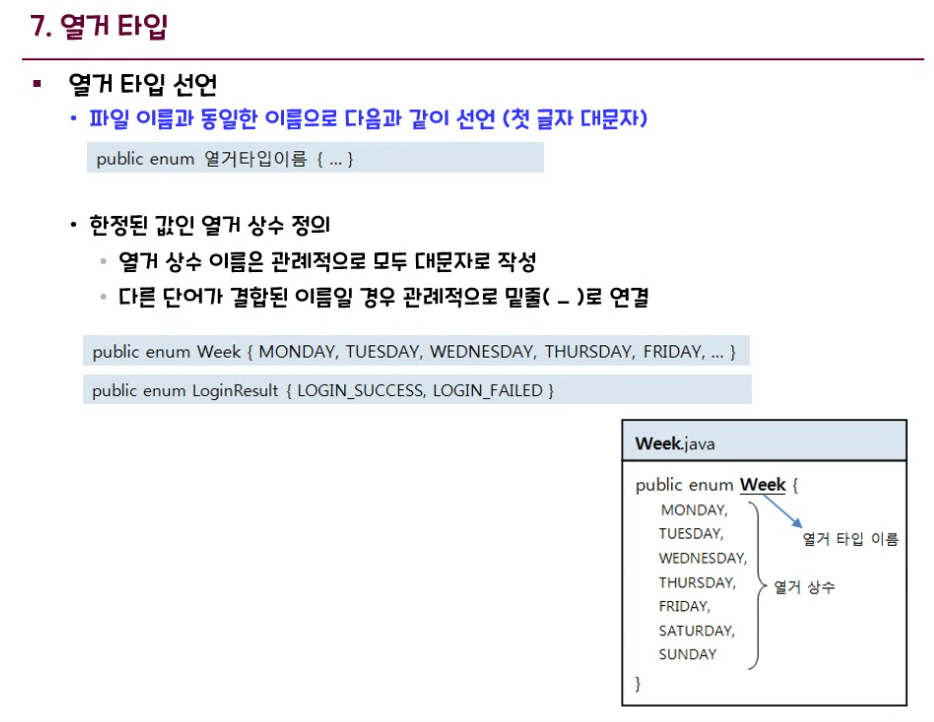 7. 열거 타입
▪ 열거 타입 선언
• 파일 이름과 동일한 이름으로 다음과 같이 선언 (첫 글자 대문자)
public enum 열거타입이름 { ... }
• 한정된 값인 열거 상수 정의
• 열거 상수 이름은 관례적으로 모두 대문자로 작성
• 다른 단어가 결합된 이름일 경우 관례적으로 밑줄( _ )로 연결
public enum Week { MONDAY, TUESDAY, WEDNESDAY, THURSDAY, FRIDAY, ... }
public enum LoginResult { LOGIN_SUCCESS, LOGIN_FAILED }
Week.java
public enum Week {
MONDAY,
TUESDAY,
열거 타입 이름
WEDNESDAY,
THURSDAY,
열거 상수
FRIDAY,
SATURDAY,
SUNDAY
}